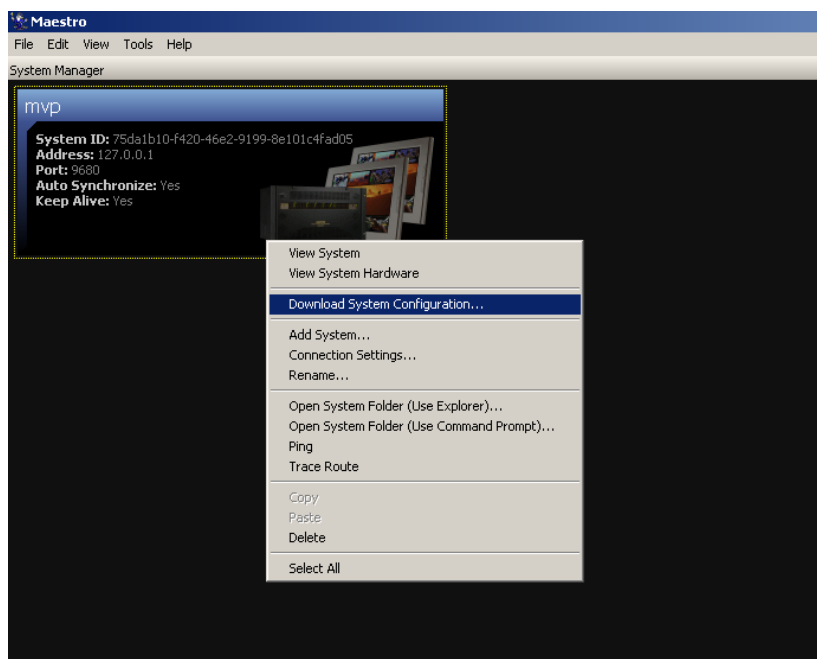 Maestro
File Edit View Tools Help
System Manager
mvp
System ID: 75da1b10-f420-46e2-9199-8e101c4fad05
Address: 127.0.0.1
Port: 9680
Auto Synchronize: Yes
Keep Alive: Yes
View System
View System Hardware
Download System Configuration...
Add System...
Connection Settings...
Rename...
Open System Folder (Use Explorer)...
Open System Folder (Use Command Prompt)...
Ping
Trace Route
Copy
Paste
Delete
Select All